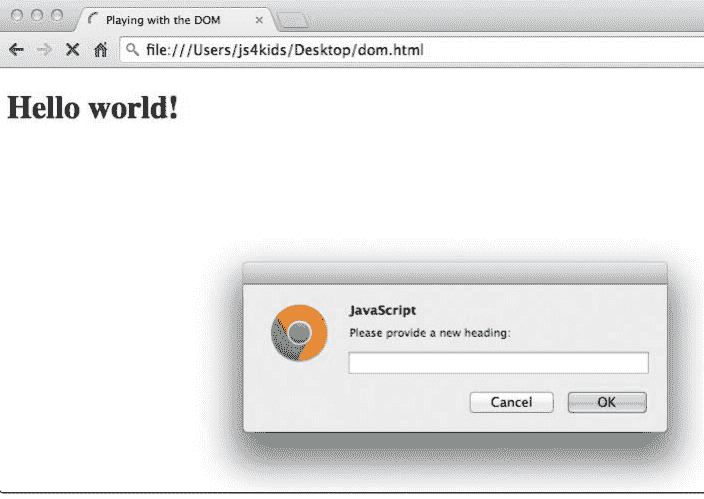 Playing with the DOM
file:///Users/js4kids/Desktop/dom.html
Hello world!
JavaScript
Please provide a new heading:
Cancel OK